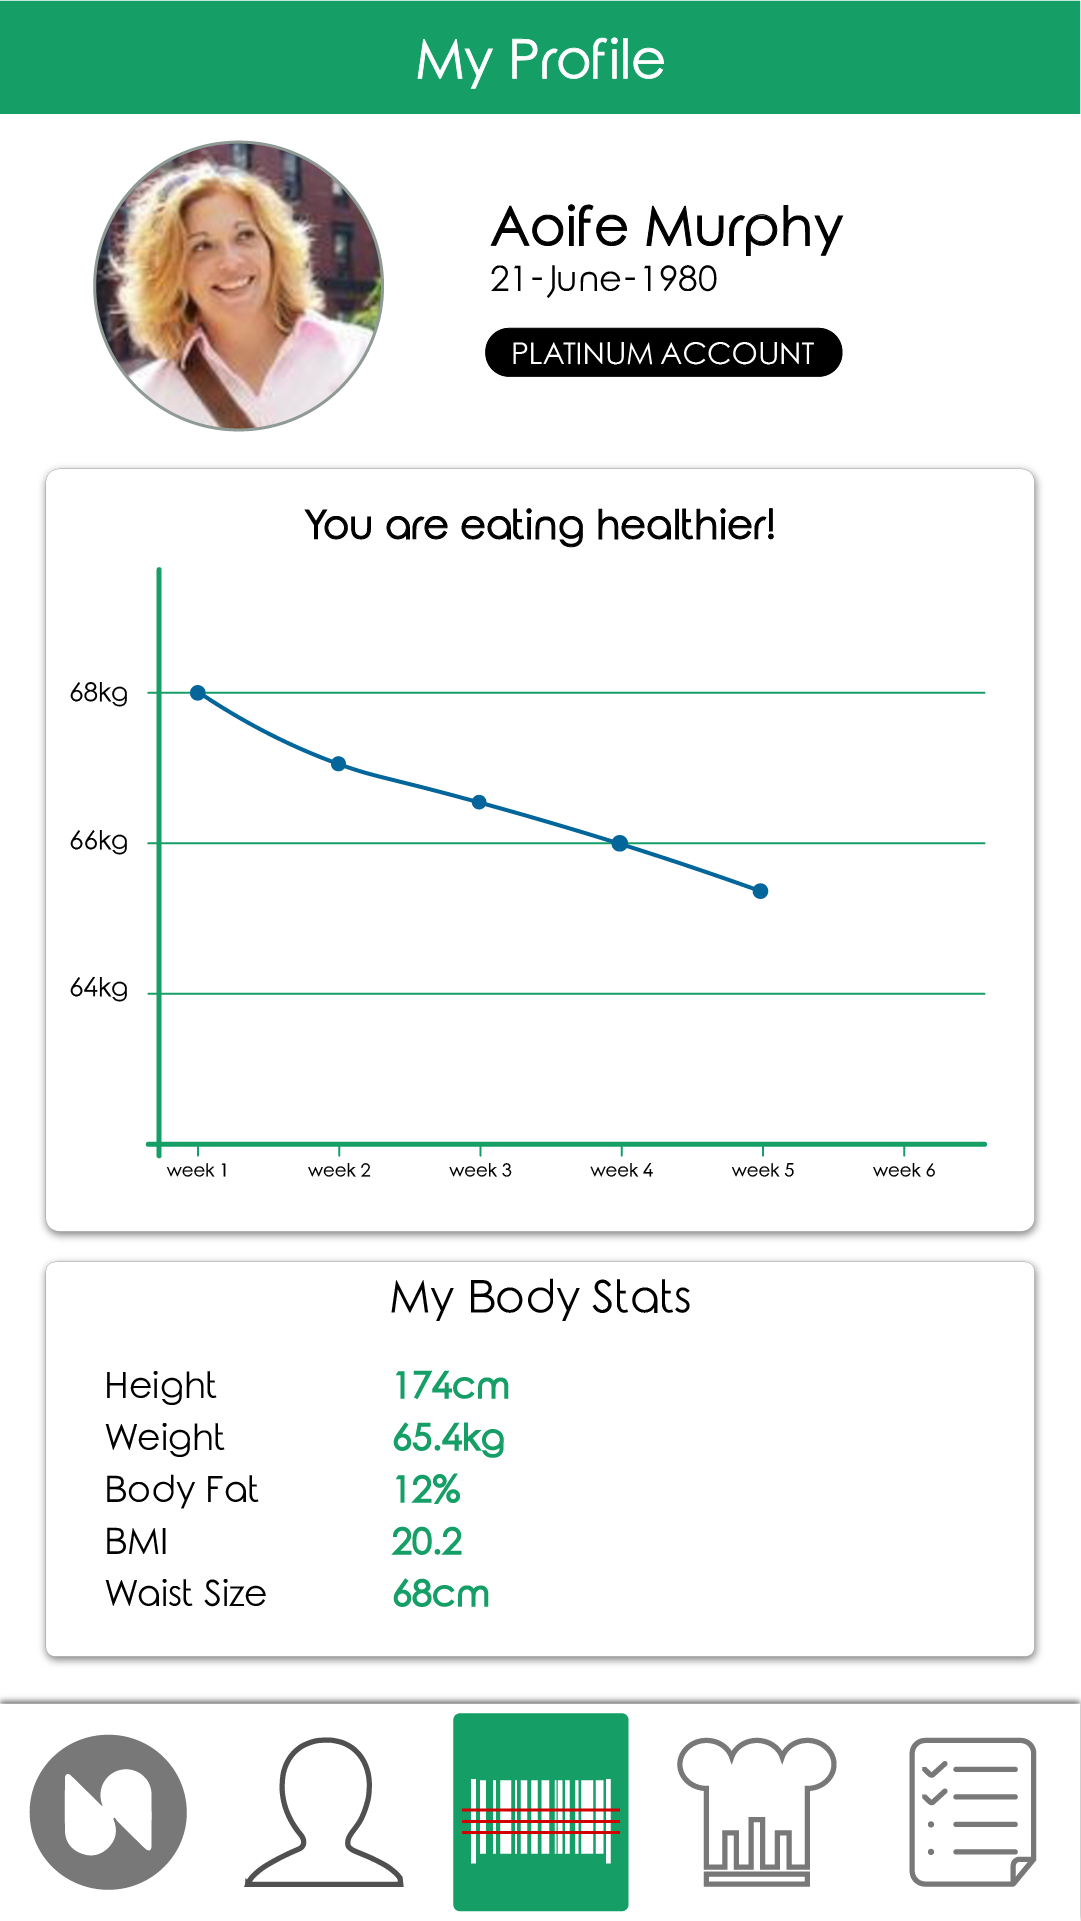 My Profile
Aoife Murphy
21-June-1980
PLATINUM ACCOUNT
You are eating healthier!
68kg
66kg
64kg
week 1 week 2 week 3 week 4 week 5 week 6
My Body Stats
Height 174cm
Weight 65.4kg
Body Fat 12%
BMI 20.2
Waist Size 68cm